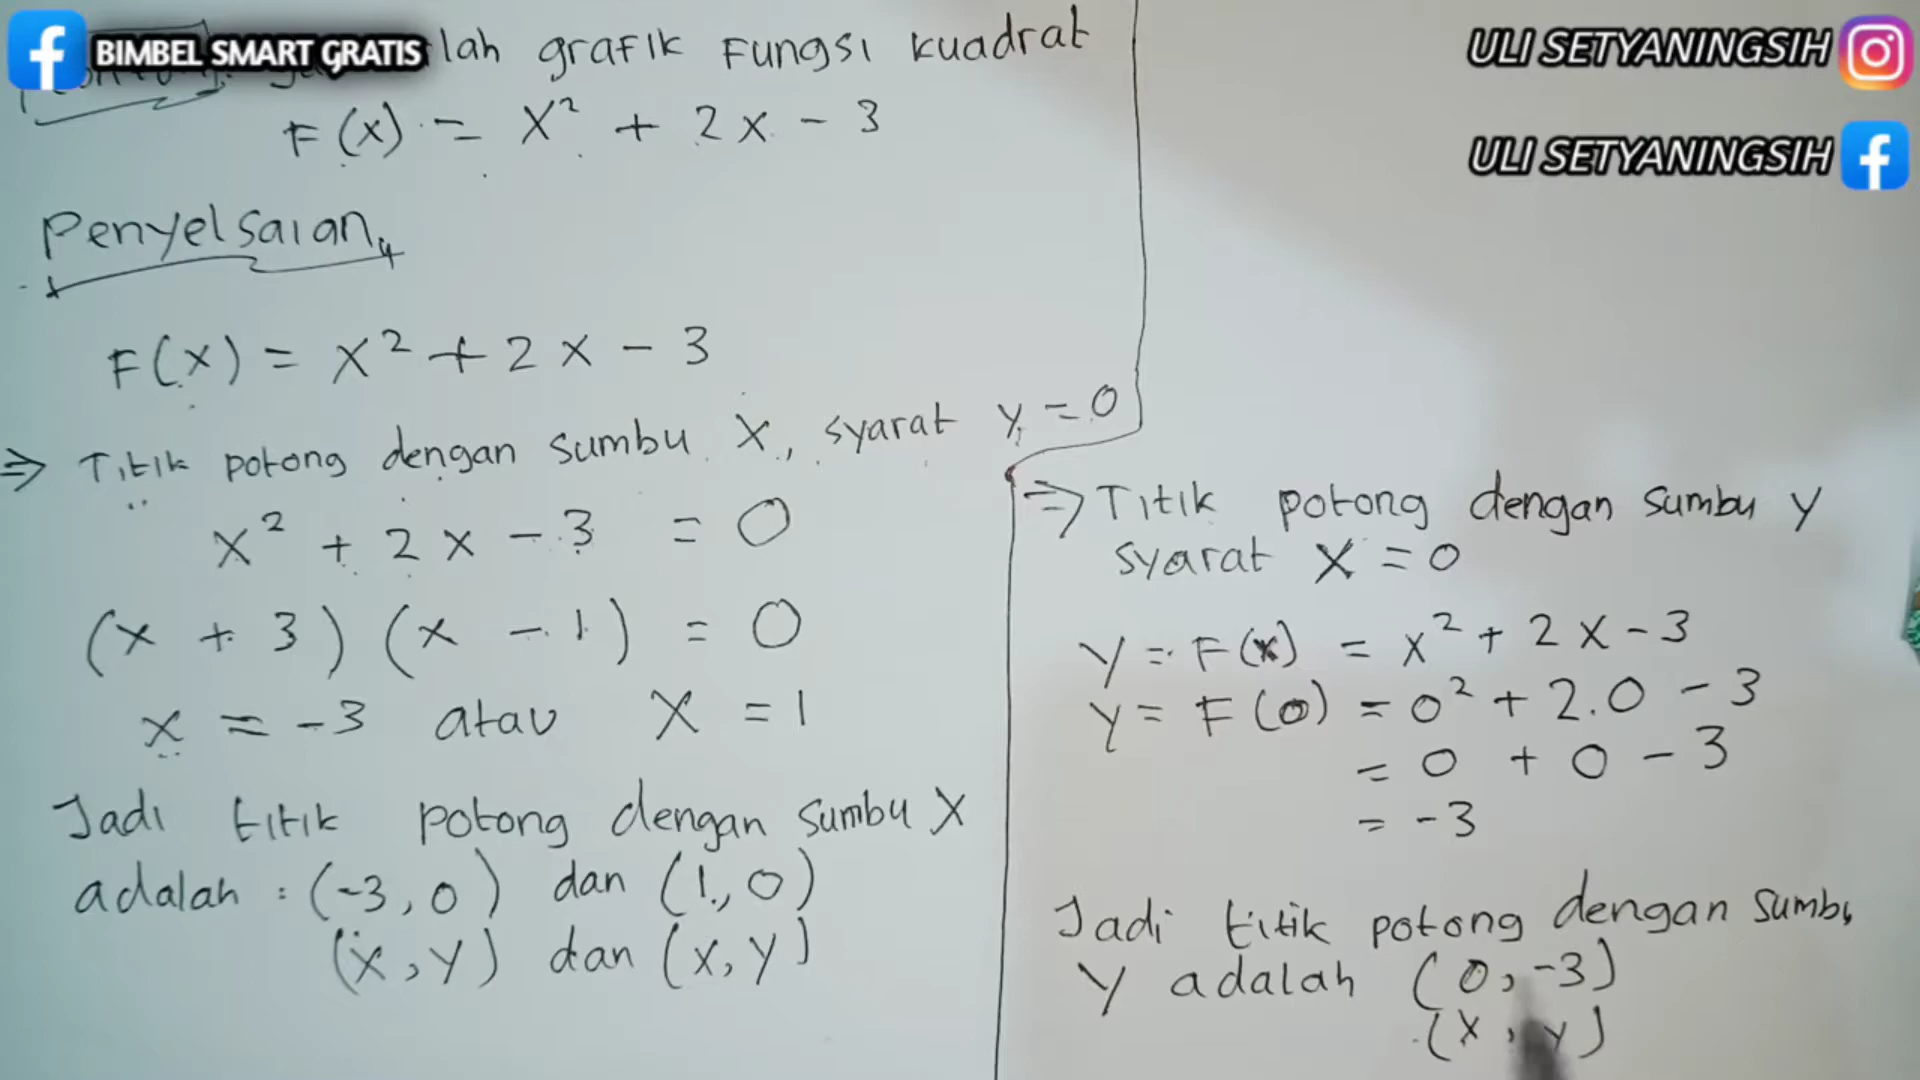 BIMBEL SMART GRATIS
lah grafik Fungsi kuadrat
F(x) = x² + 2x - 3
Penyelsaian
F(x) = x² + 2x - 3
⇒ Titik potong dengan sumbu x, syarat y = 0
x² + 2x - 3 = 0
(x + 3) (x - 1) = 0
x = -3 atau x = 1
Jadi titik potong dengan sumbu x
adalah : (-3, 0) dan (1, 0)
(x, y) dan (x, y)
ULI SETYANINGSIH
ULI SETYANINGSIH
⇒ Titik potong dengan sumbu y
syarat x = 0
y = F(x) = x² + 2x - 3
y = F(0) = 0² + 2.0 - 3
= 0 + 0 - 3
= -3
Jadi titik potong dengan sumbu
y adalah (0, -3)
(x, y)